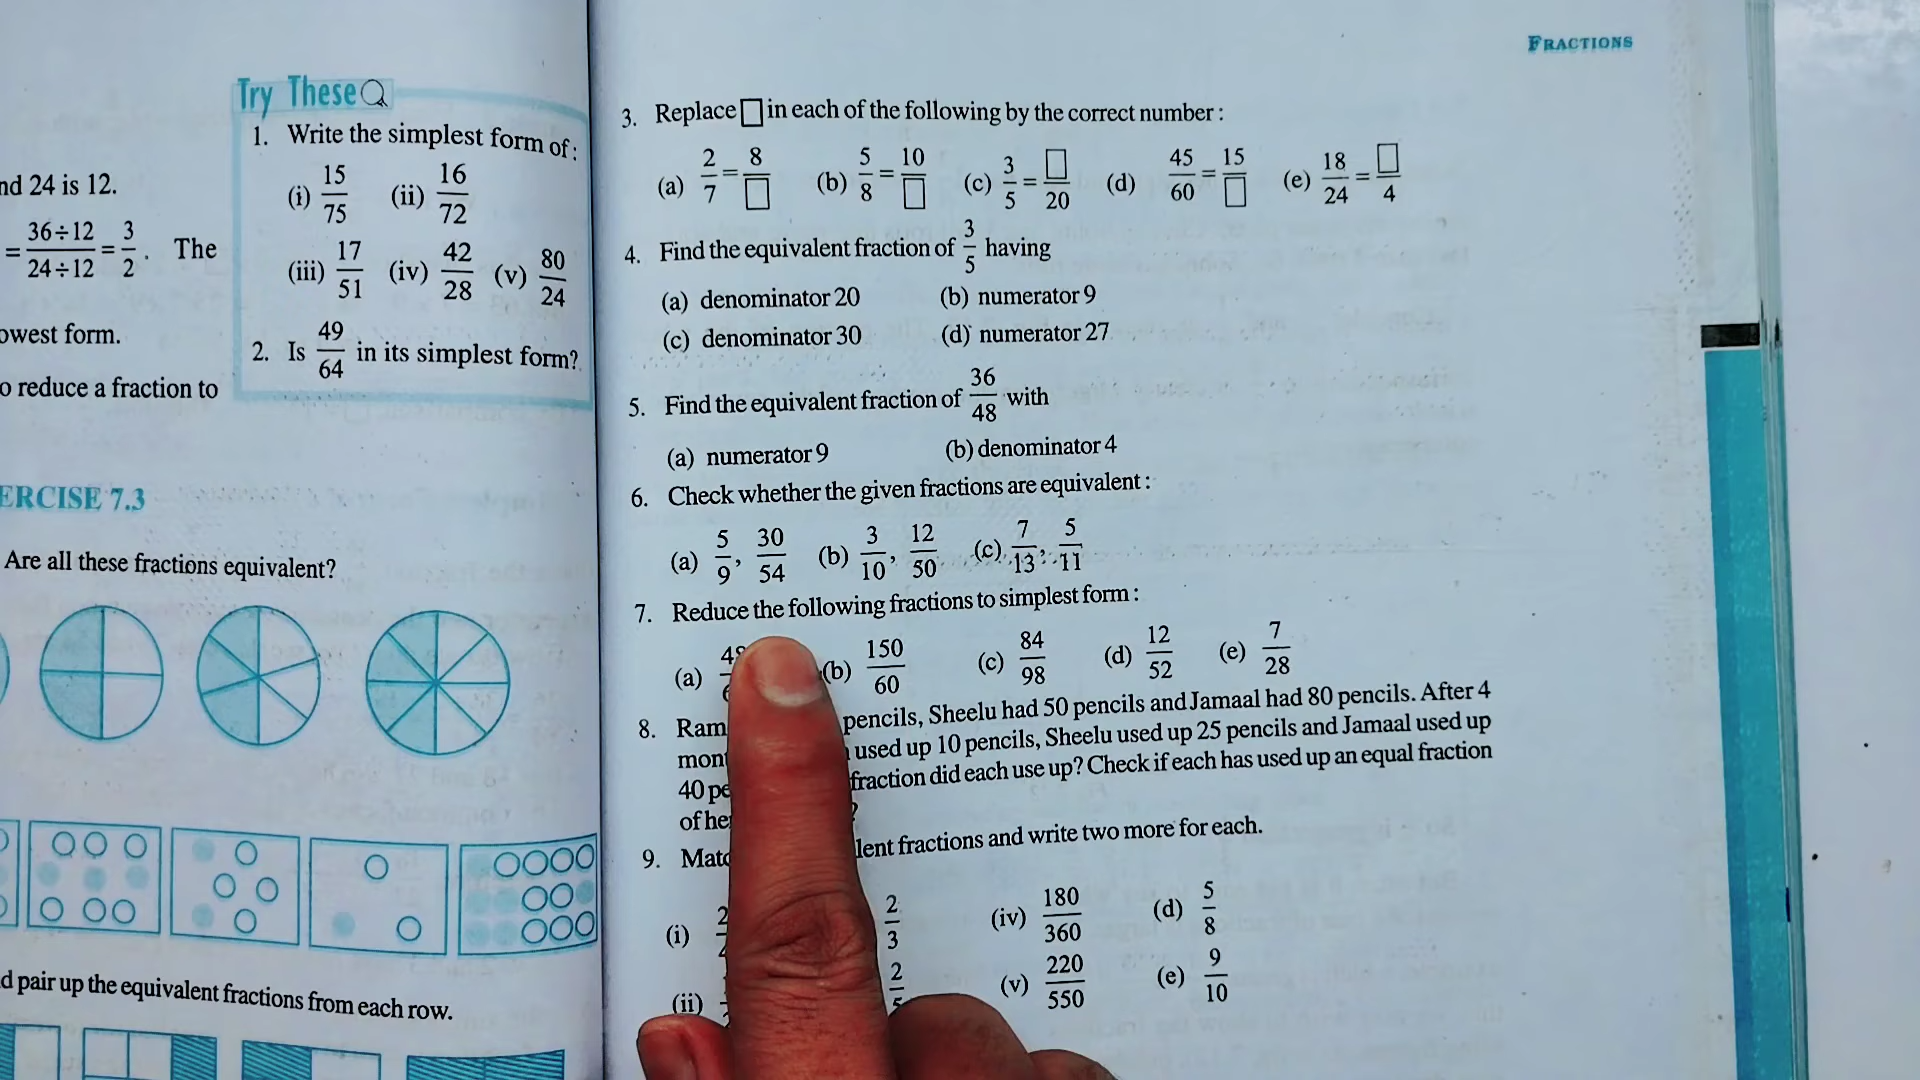 FRACTIONS
Try These
1. Write the simplest form of :
(i) 15/75 (ii) 16/72
(iii) 17/51 (iv) 42/28 (v) 80/24
2. Is 49/64 in its simplest form?
nd 24 is 12.
= 36÷12/24÷12 = 3/2 . The
owest form.
o reduce a fraction to
ERCISE 7.3
Are all these fractions equivalent?
d pair up the equivalent fractions from each row.
3. Replace □ in each of the following by the correct number :
(a) 2/7 = 8/□ (b) 5/8 = 10/□ (c) 3/5 = □/20 (d) 45/60 = 15/□ (e) 18/24 = □/4
4. Find the equivalent fraction of 3/5 having
(a) denominator 20 (b) numerator 9
(c) denominator 30 (d) numerator 27
5. Find the equivalent fraction of 36/48 with
(a) numerator 9 (b) denominator 4
6. Check whether the given fractions are equivalent :
(a) 5/9, 30/54 (b) 3/10, 12/50 (c) 7/13, 5/11
7. Reduce the following fractions to simplest form :
(a) (b) 150/60 (c) 84/98 (d) 12/52 (e) 7/28
8. Ram pencils, Sheelu had 50 pencils and Jamaal had 80 pencils. After 4
mon used up 10 pencils, Sheelu used up 25 pencils and Jamaal used up
40 pe fraction did each use up? Check if each has used up an equal fraction
of he ?
9. Matc lent fractions and write two more for each.
(i) 2/3 (iv) 180/360 (d) 5/8
(ii) (v) 220/550 (e) 9/10